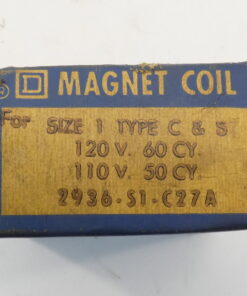 ® D MAGNET COIL
For SIZE 1 TYPE C & S
120 V. 60 CY.
110 V. 50 CY.
2936-S1-C27A